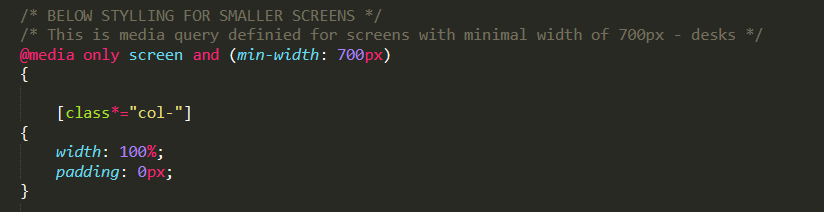 /* BELOW STYLLING FOR SMALLER SCREENS */
/* This is media query definied for screens with minimal width of 700px - desks */
@media only screen and (min-width: 700px)
{
[class*="col-"]
{
width: 100%;
padding: 0px;
}